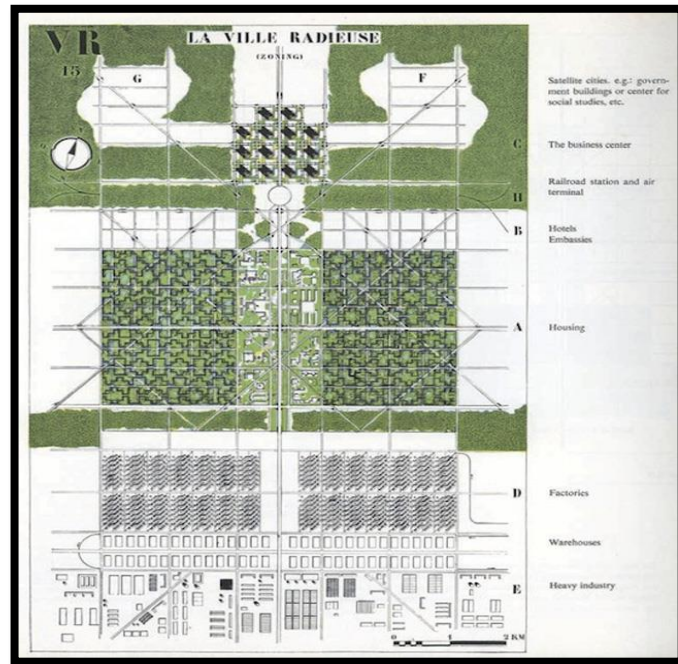 VR
15
LA VILLE RADIEUSE
(ZONING)
G
F
Satellite cities. e.g.: govern-
ment buildings or center for
social studies, etc.
C
The business center
H
Railroad station and air
terminal
B
Hotels
Embassies
A
Housing
D
Factories
Warehouses
E
Heavy industry
0 1 2 KM